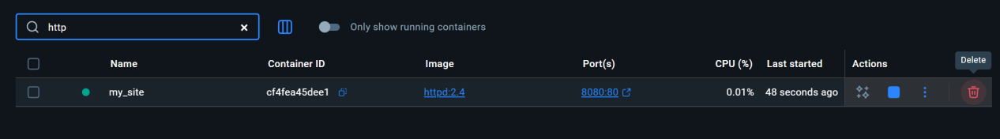 http
Only show running containers
Delete
Name Container ID Image Port(s) CPU (%) Last started Actions
my_site cf4fea45dee1 httpd:2.4 8080:80 0.01% 48 seconds ago